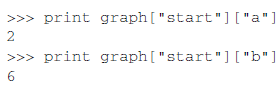 >>> print graph["start"]["a"]
2
>>> print graph["start"]["b"]
6